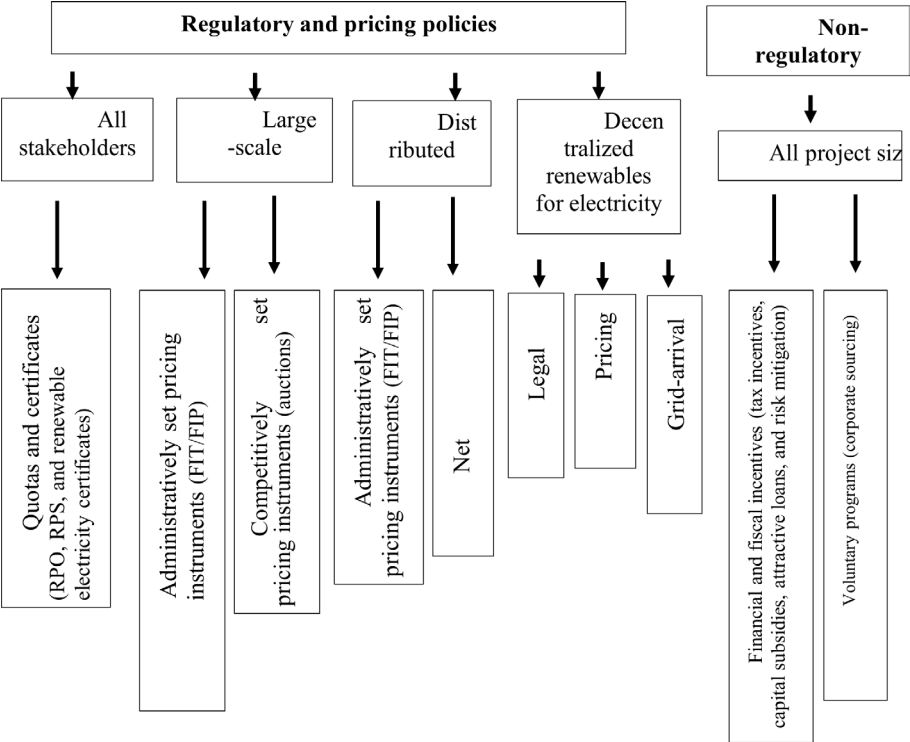 Regulatory and pricing policies
Non-
regulatory
All
stakeholders
Large
-scale
Dist
ributed
Decen
tralized
renewables
for electricity
All project siz
Quotas and certificates
(RPO, RPS, and renewable
electricity certificates)
Administratively set pricing
instruments (FIT/FIP)
Competitively set
pricing instruments (auctions)
Administratively set
pricing instruments (FIT/FIP)
Net
Legal
Pricing
Grid-arrival
Financial and fiscal incentives (tax incentives,
capital subsidies, attractive loans, and risk mitigation)
Voluntary programs (corporate sourcing)